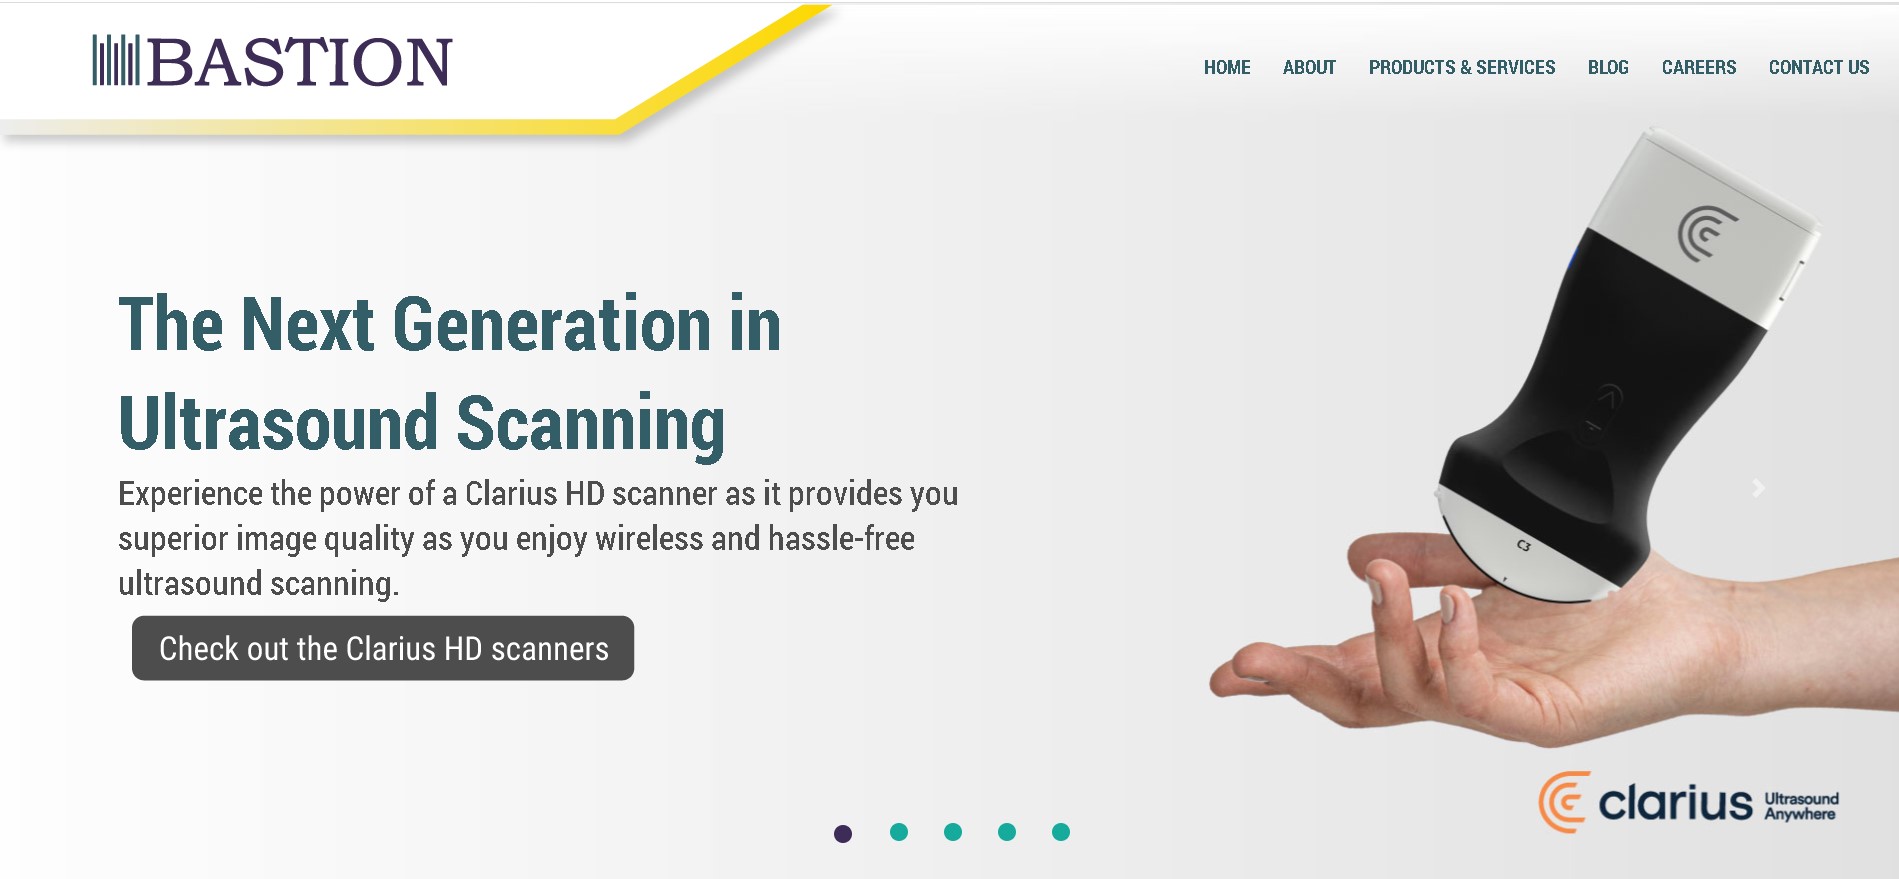 BASTION
HOME ABOUT PRODUCTS & SERVICES BLOG CAREERS CONTACT US
The Next Generation in
Ultrasound Scanning
Experience the power of a Clarius HD scanner as it provides you
superior image quality as you enjoy wireless and hassle-free
ultrasound scanning.
Check out the Clarius HD scanners
C3
clarius Ultrasound
Anywhere